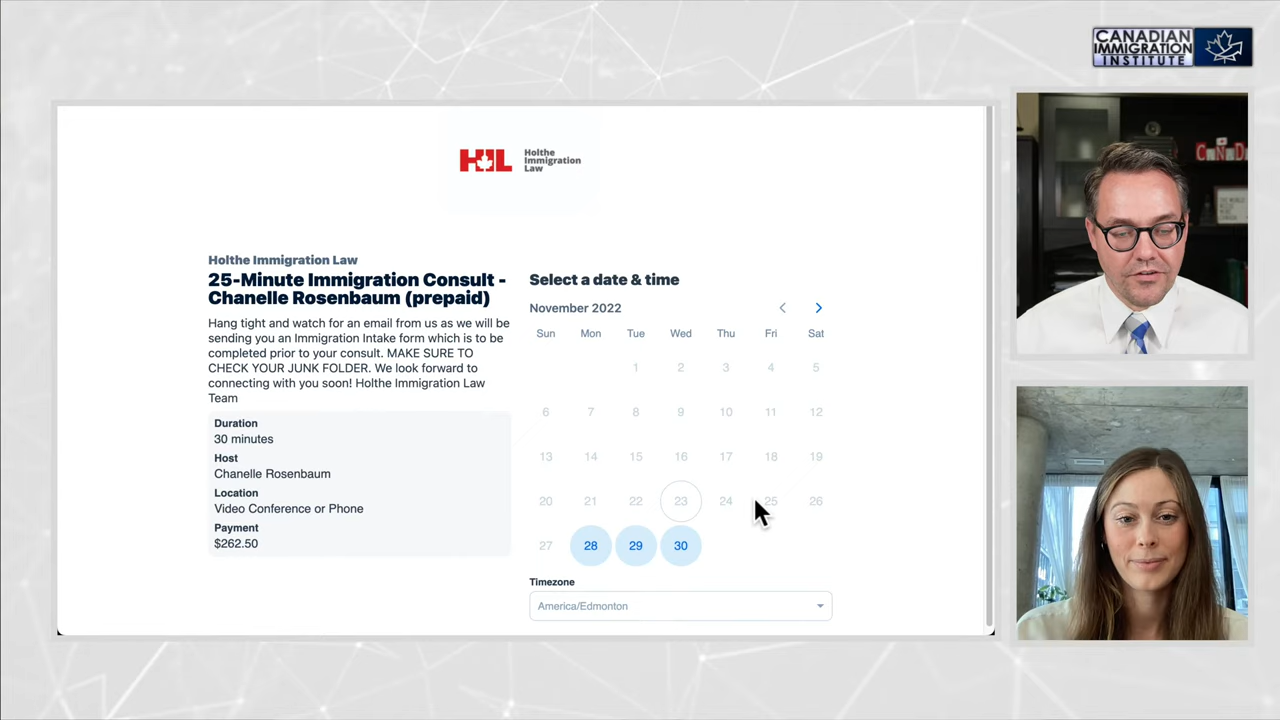 CANADIAN
IMMIGRATION
INSTITUTE
HIL
Holthe
Immigration
Law
Holthe Immigration Law
25-Minute Immigration Consult -
Chanelle Rosenbaum (prepaid)
Hang tight and watch for an email from us as we will be
sending you an Immigration Intake form which is to be
completed prior to your consult. MAKE SURE TO
CHECK YOUR JUNK FOLDER. We look forward to
connecting with you soon! Holthe Immigration Law
Team
Duration
30 minutes
Host
Chanelle Rosenbaum
Location
Video Conference or Phone
Payment
$262.50
Select a date & time
November 2022
Sun Mon Tue Wed Thu Fri Sat
1 2 3 4 5
6 7 8 9 10 11 12
13 14 15 16 17 18 19
20 21 22 23 24 25 26
27 28 29 30
Timezone
America/Edmonton